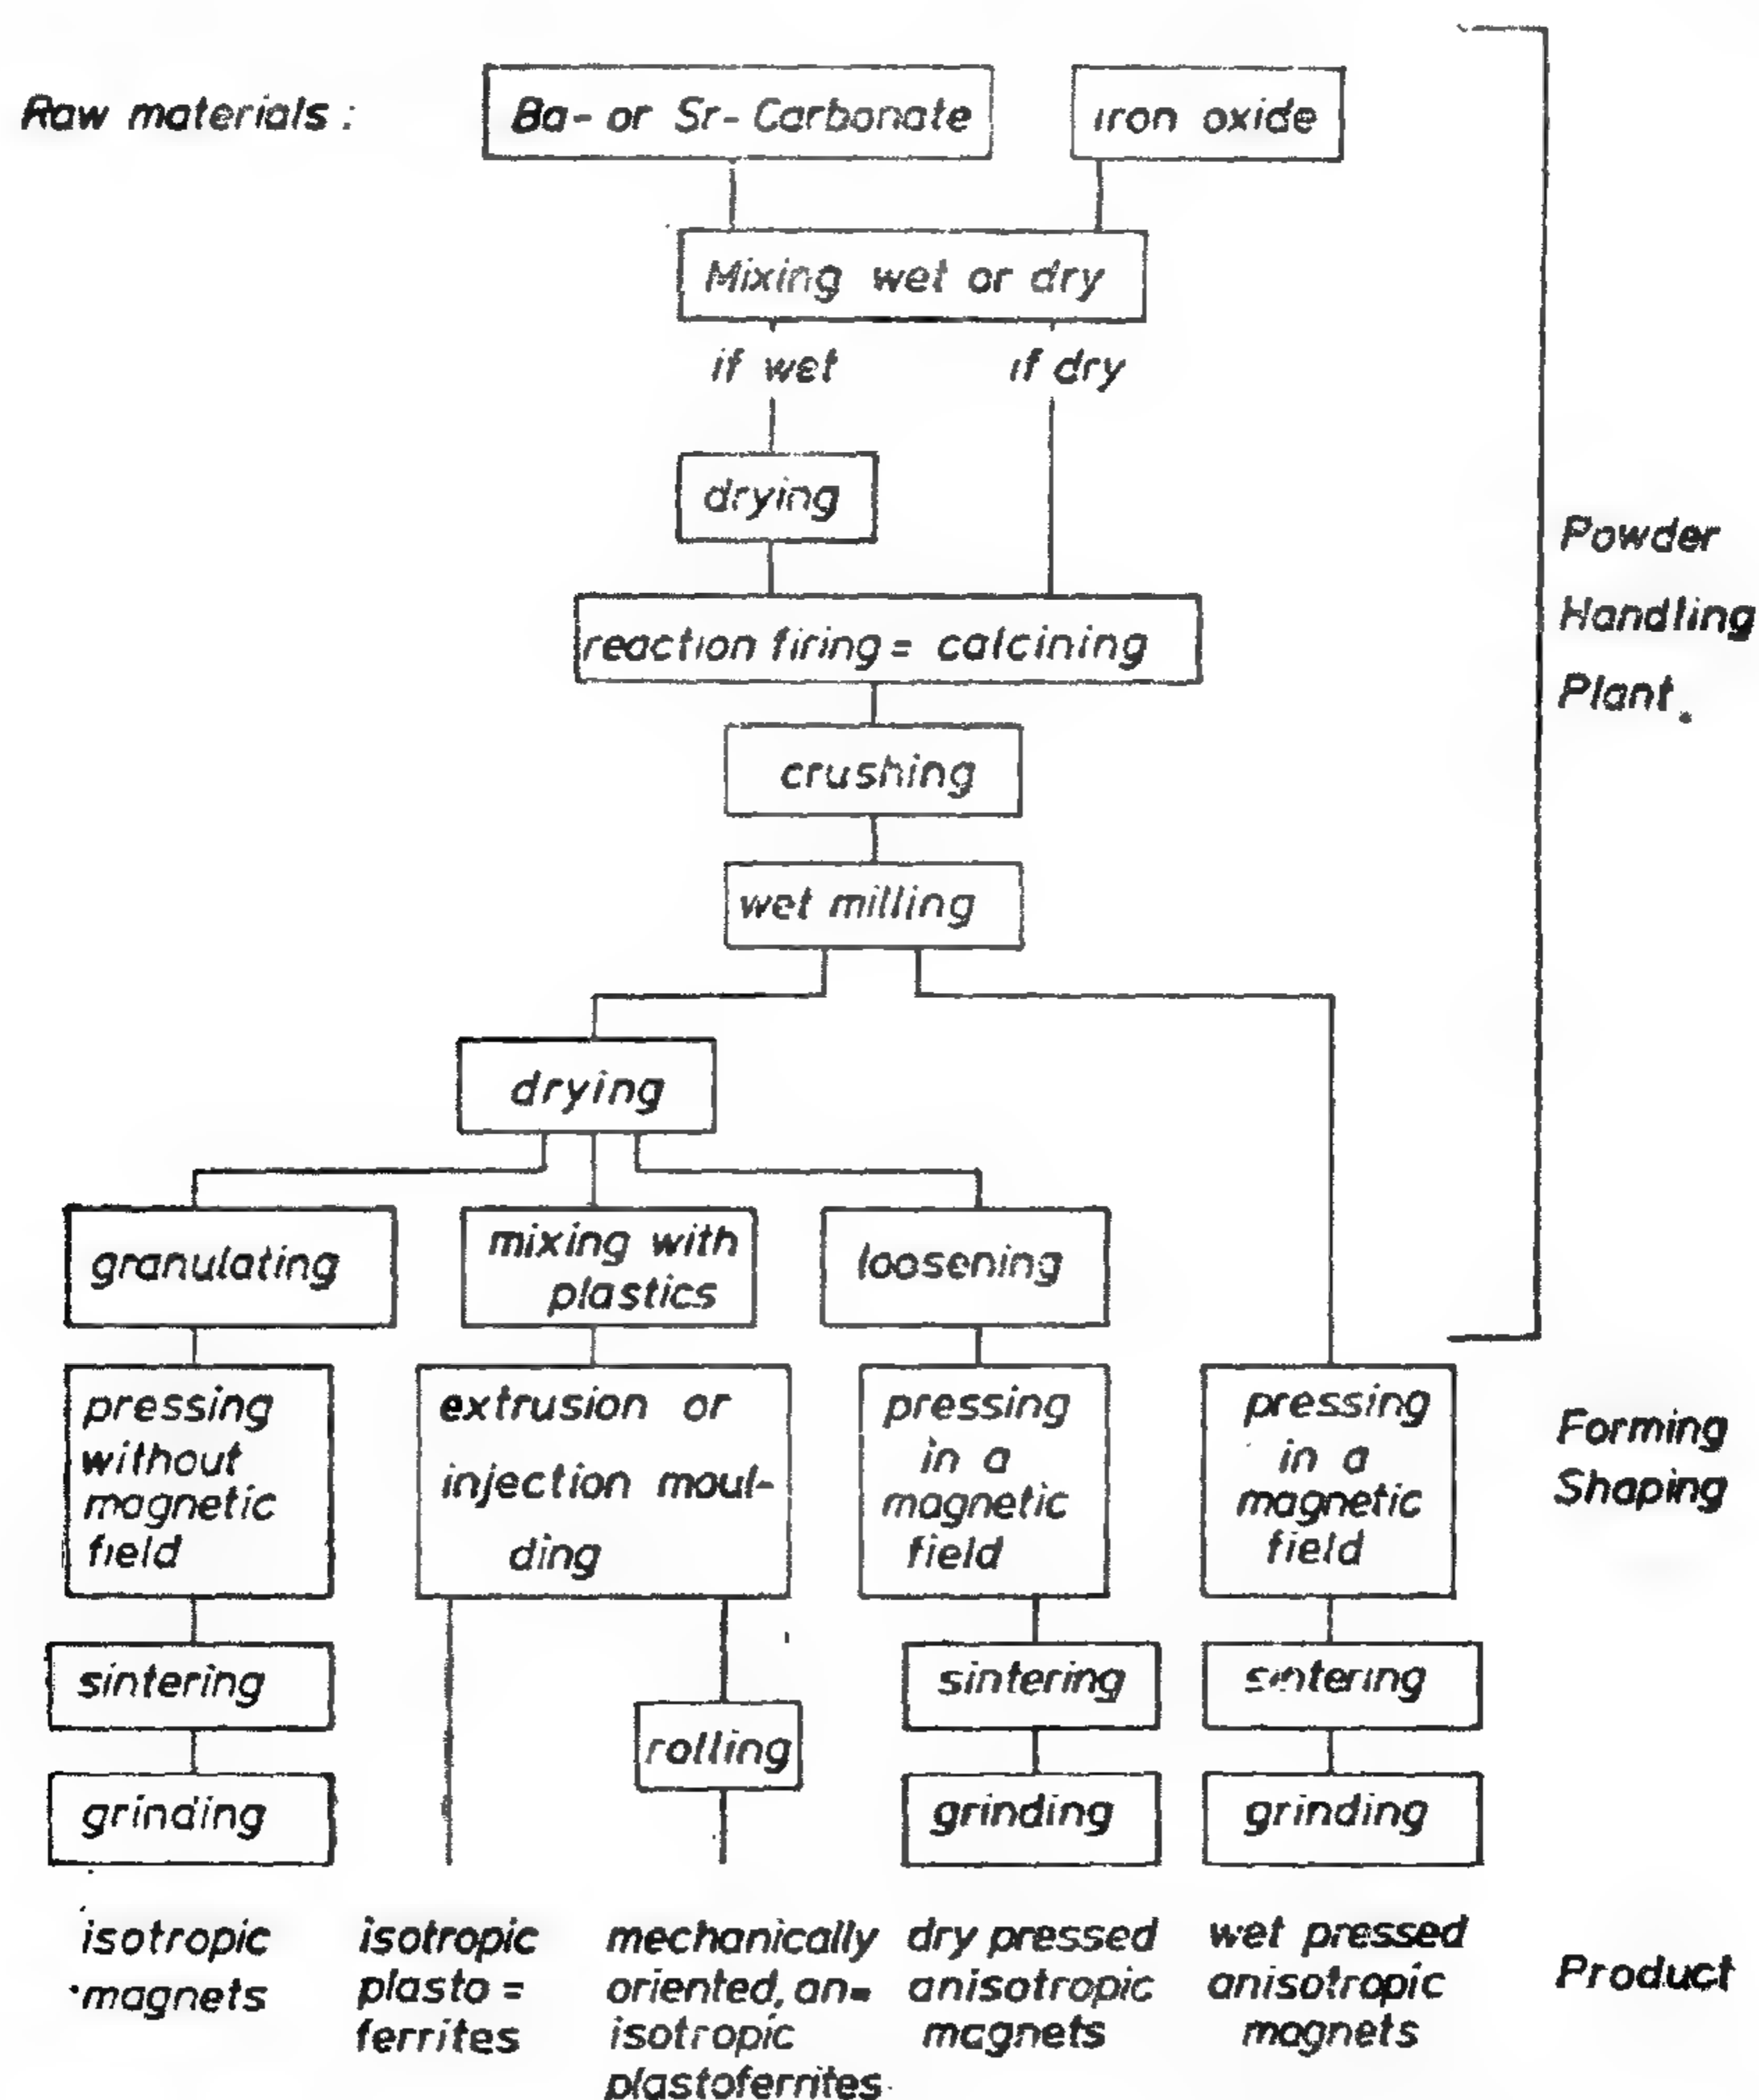 Raw materials :
Ba- or Sr- Carbonate
iron oxide
Mixing wet or dry
if wet
if dry
drying
reaction firing = calcining
crushing
wet milling
Powder
Handling
Plant.
drying
granulating
mixing with
plastics
loosening
pressing
without
magnetic
field
extrusion or
injection moul-
ding
pressing
in a
magnetic
field
pressing
in a
magnetic
field
Forming
Shaping
sintering
rolling
sintering
sintering
grinding
grinding
grinding
isotropic
magnets
isotropic
plasto =
ferrites
mechanically
oriented, an=
isotropic
plastoferrites
dry pressed
anisotropic
magnets
wet pressed
anisotropic
magnets
Product